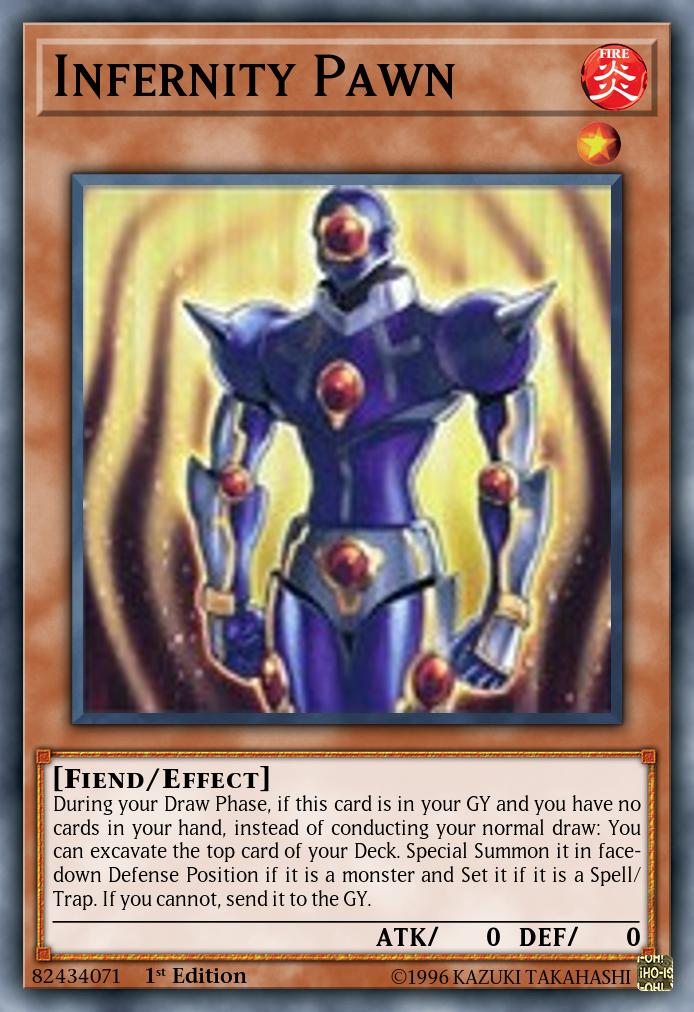 Infernity Pawn
FIRE
炎
[Fiend/Effect]
During your Draw Phase, if this card is in your GY and you have no
cards in your hand, instead of conducting your normal draw: You
can excavate the top card of your Deck. Special Summon it in face-
down Defense Position if it is a monster and Set it if it is a Spell/
Trap. If you cannot, send it to the GY.
ATK/ 0 DEF/ 0
82434071 1st Edition ©1996 KAZUKI TAKAHASHI